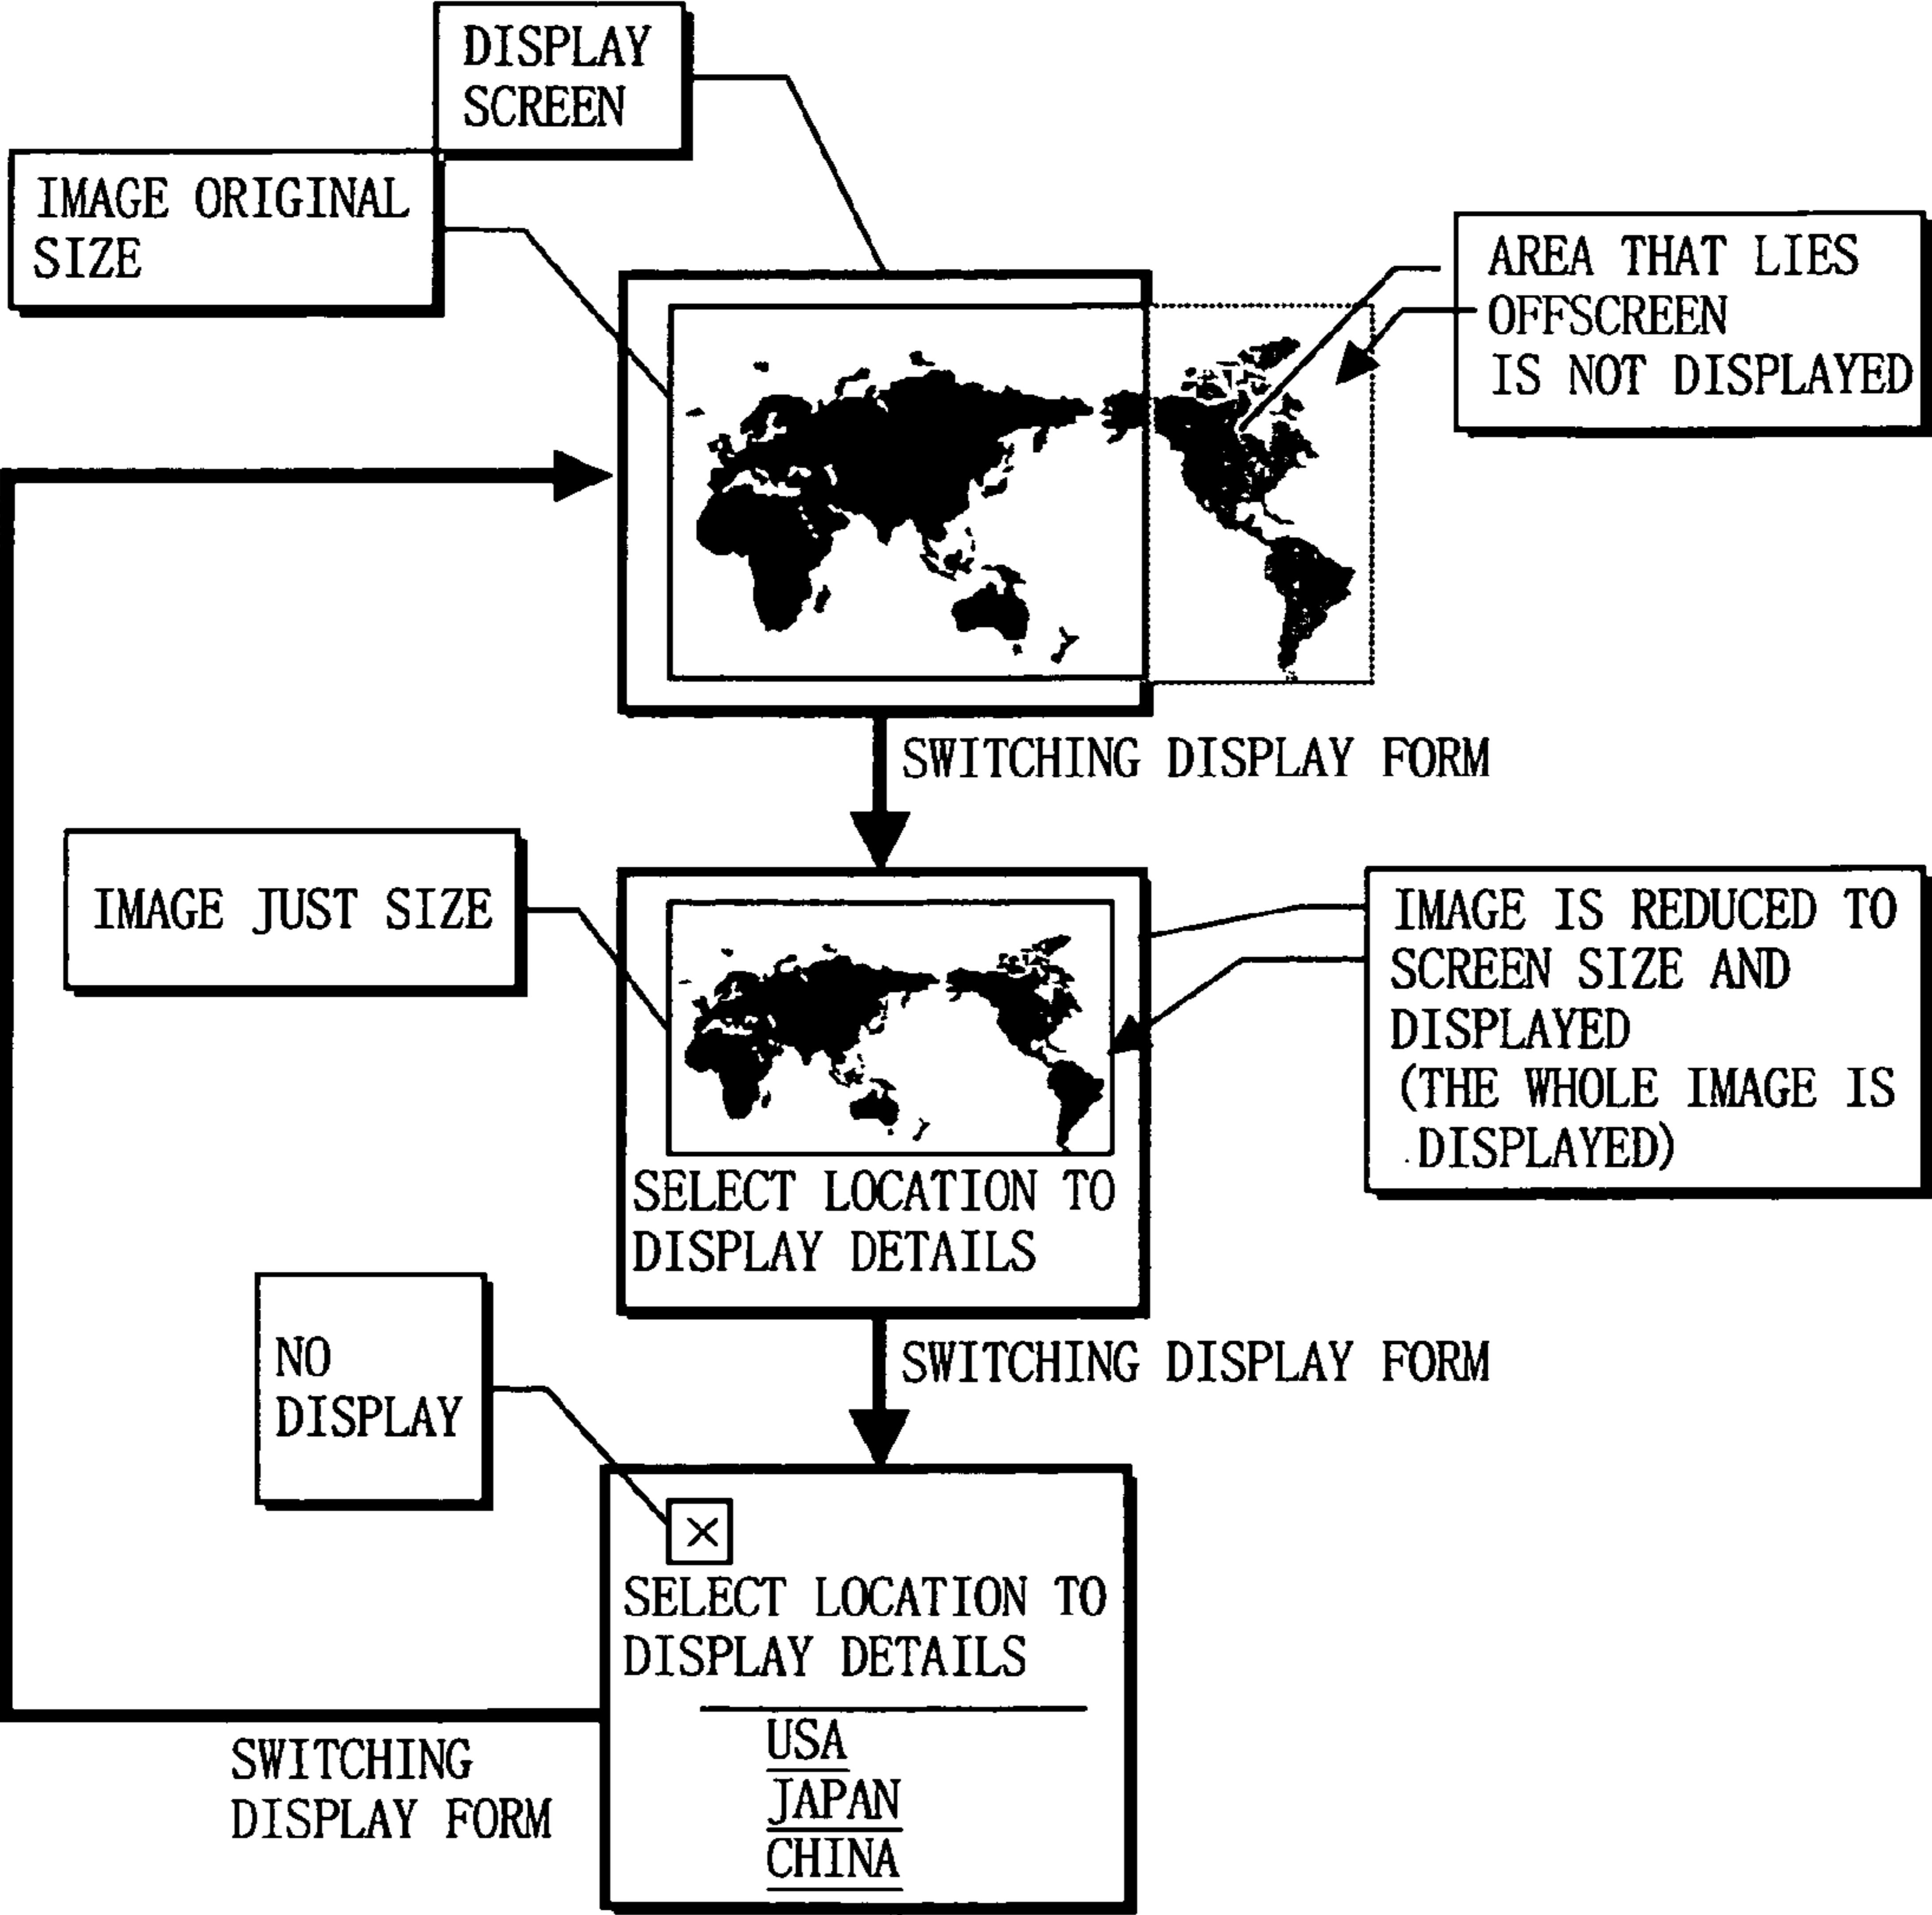 DISPLAY
SCREEN
IMAGE ORIGINAL
SIZE
AREA THAT LIES
OFFSCREEN
IS NOT DISPLAYED
SWITCHING DISPLAY FORM
IMAGE JUST SIZE
IMAGE IS REDUCED TO
SCREEN SIZE AND
DISPLAYED
(THE WHOLE IMAGE IS
DISPLAYED)
SELECT LOCATION TO
DISPLAY DETAILS
SWITCHING DISPLAY FORM
NO
DISPLAY
X
SELECT LOCATION TO
DISPLAY DETAILS
USA
JAPAN
CHINA
SWITCHING
DISPLAY FORM